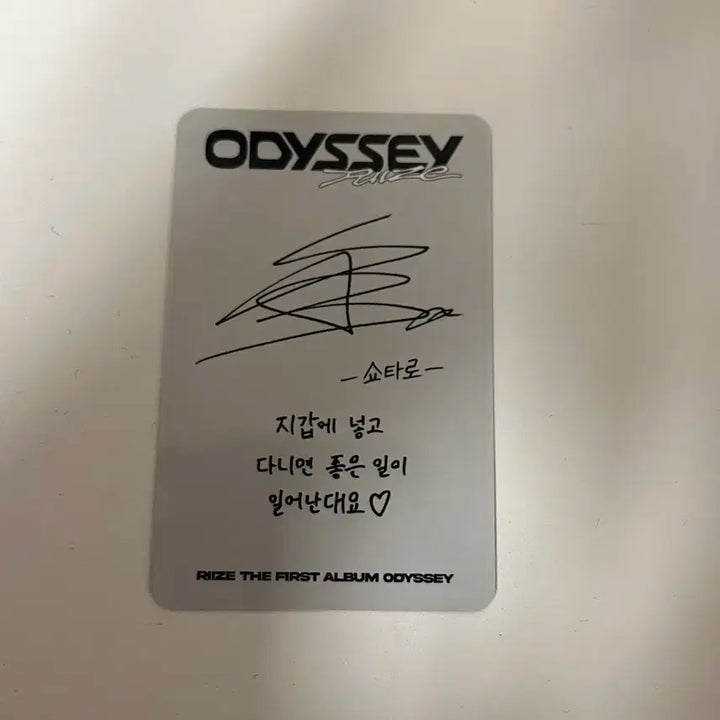 ODYSSEY
RIIZE
－쇼타로－
지갑에 넣고
다니면 좋은 일이
일어난대요♡
RIIZE THE FIRST ALBUM ODYSSEY